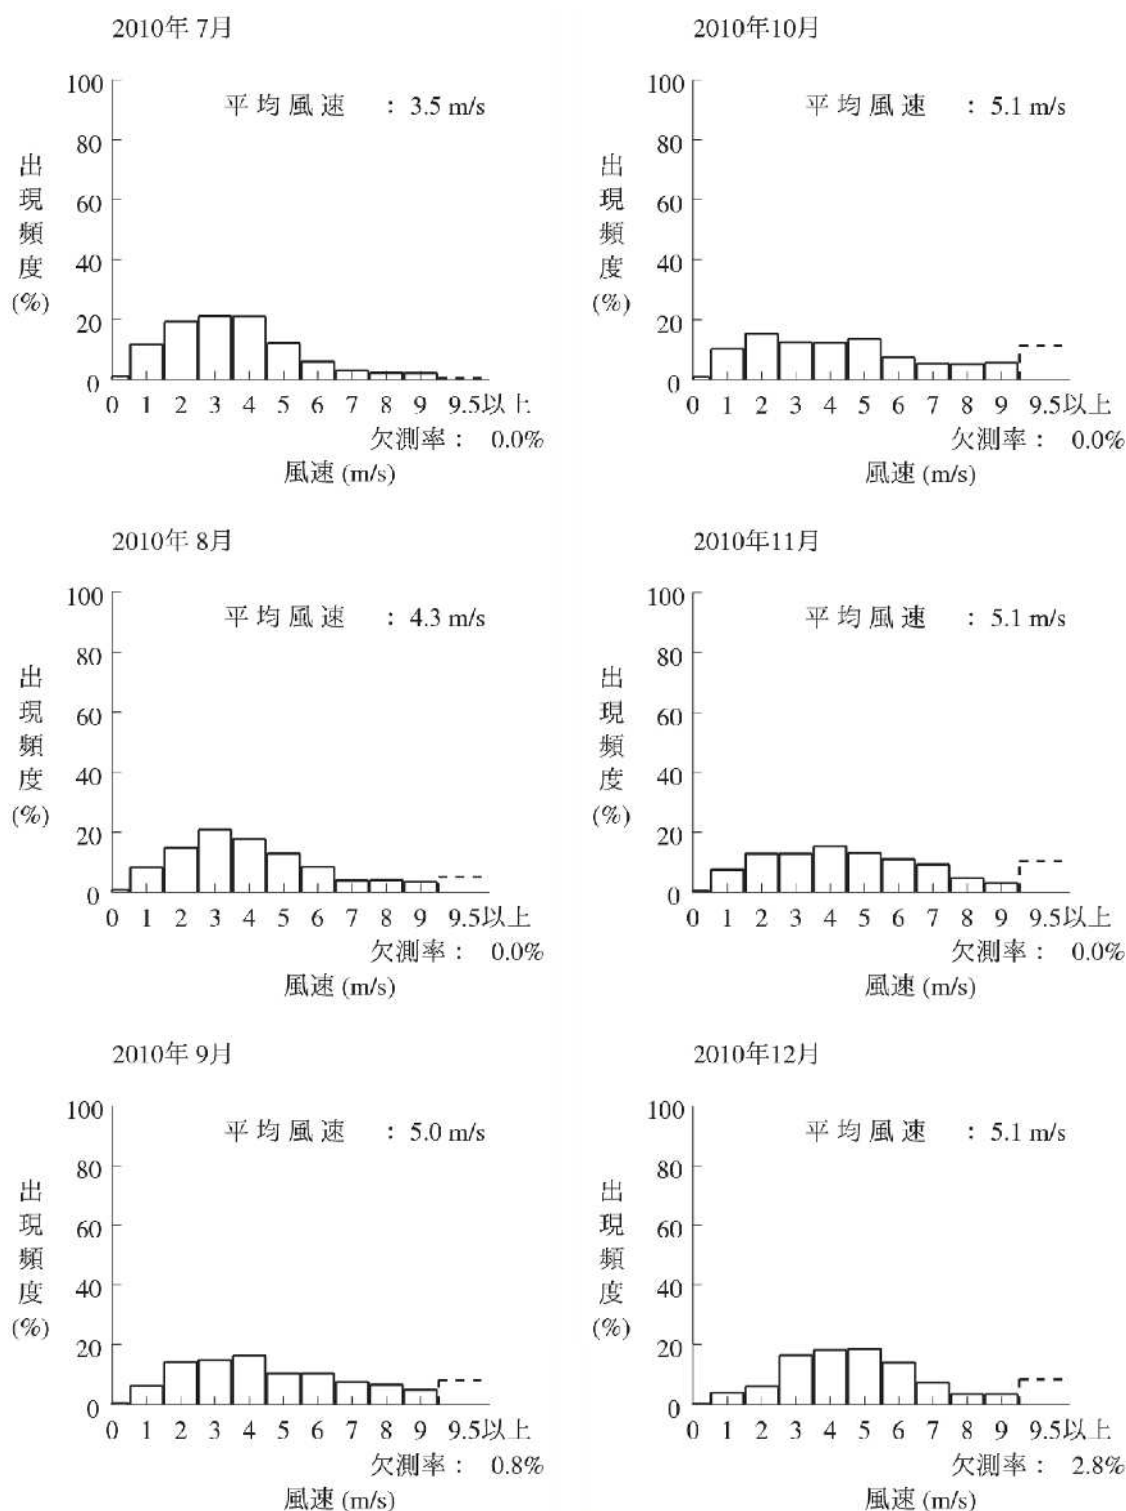 2010年 7月
平 均 風 速 : 3.5 m/s
出現頻度(%)
100
80
60
40
20
0
0 1 2 3 4 5 6 7 8 9 9.5以上
欠測率： 0.0%
風速 (m/s)
2010年 8月
平 均 風 速 : 4.3 m/s
出現頻度(%)
100
80
60
40
20
0
0 1 2 3 4 5 6 7 8 9 9.5以上
欠測率： 0.0%
風速 (m/s)
2010年 9月
平 均 風 速 : 5.0 m/s
出現頻度(%)
100
80
60
40
20
0
0 1 2 3 4 5 6 7 8 9 9.5以上
欠測率： 0.8%
風速 (m/s)
2010年10月
平 均 風 速 : 5.1 m/s
出現頻度(%)
100
80
60
40
20
0
0 1 2 3 4 5 6 7 8 9 9.5以上
欠測率： 0.0%
風速 (m/s)
2010年11月
平 均 風 速 : 5.1 m/s
出現頻度(%)
100
80
60
40
20
0
0 1 2 3 4 5 6 7 8 9 9.5以上
欠測率： 0.0%
風速 (m/s)
2010年12月
平 均 風 速 : 5.1 m/s
出現頻度(%)
100
80
60
40
20
0
0 1 2 3 4 5 6 7 8 9 9.5以上
欠測率： 2.8%
風速 (m/s)